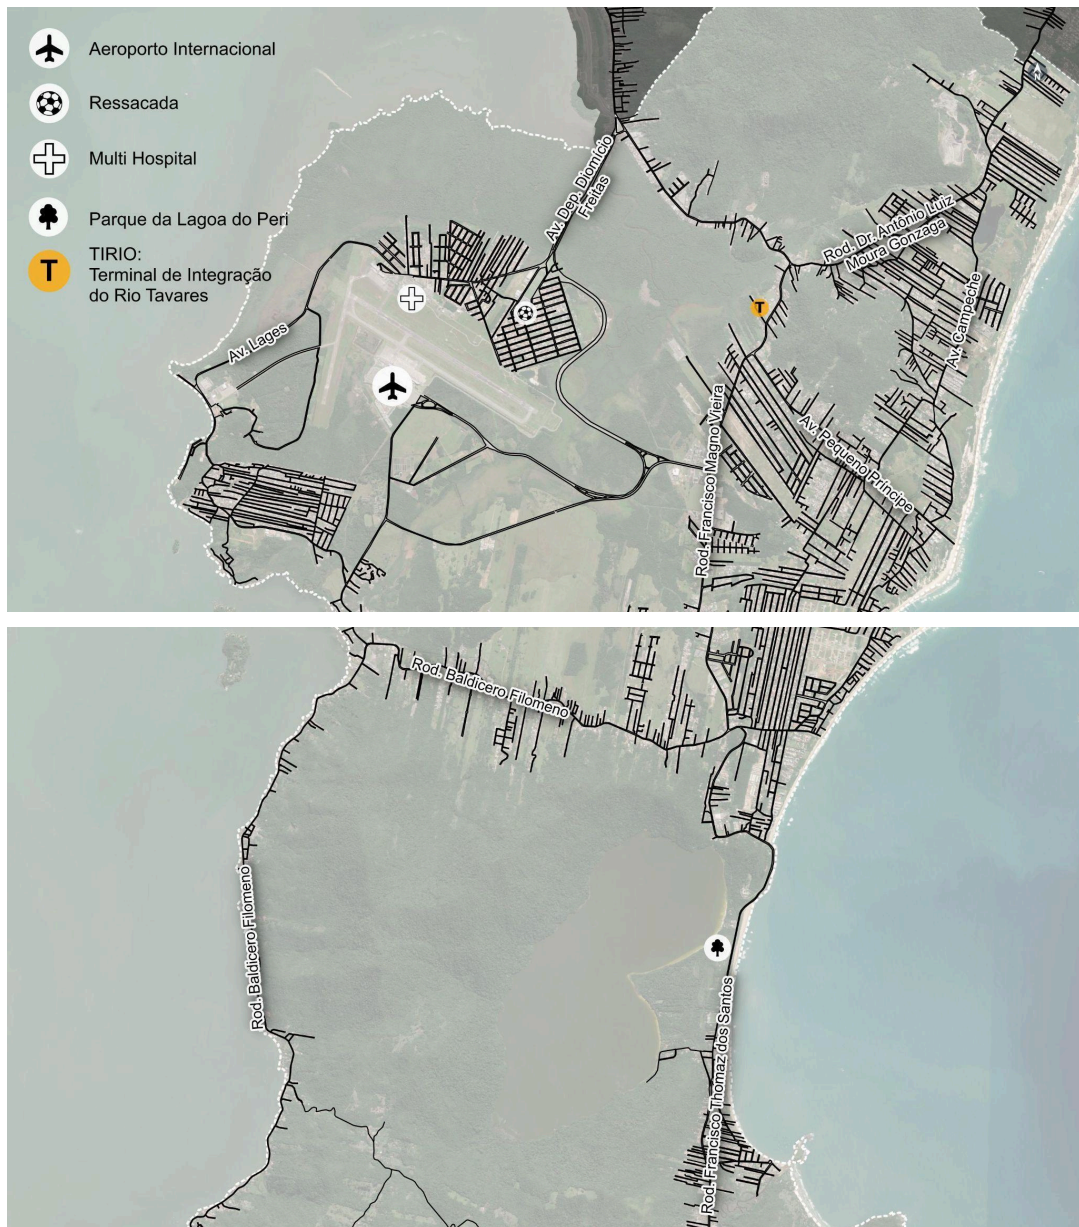 Aeroporto Internacional
Ressacada
Multi Hospital
Parque da Lagoa do Peri
T
TIRIO:
Terminal de Integração
do Rio Tavares
Av. Dep. Diomício
Freitas
Rod. Dr. Antônio Luiz
Moura Gonzaga
Av. Campeche
T
Av. Lages
Rod. Francisco Magno Vieira
Av. Pequeno Príncipe
Rod. Baldicero Filomeno
Rod. Baldicero Filomeno
Rod. Francisco Thomaz dos Santos